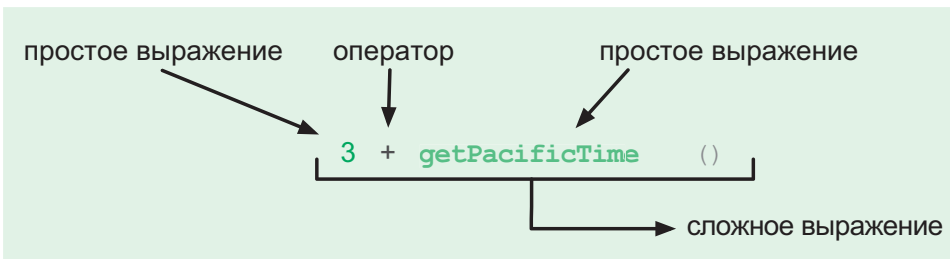 простое выражение оператор простое выражение
3 + getPacificTime ()
сложное выражение